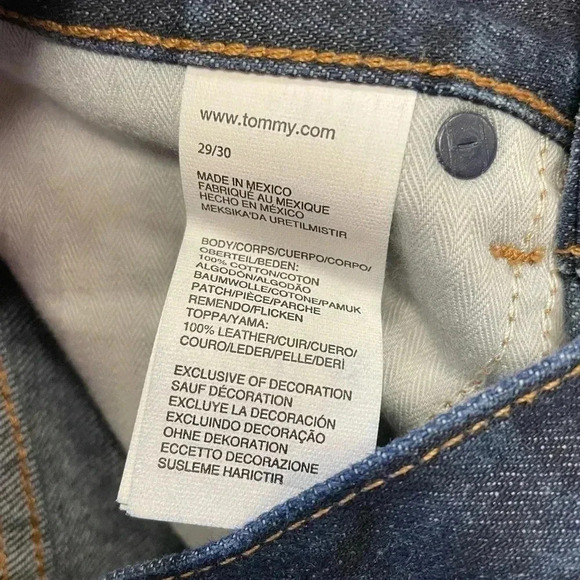 www.tommy.com
29/30
MADE IN MEXICO
FABRIQUÉ AU MEXIQUE
HECHO EN MÉXICO
MEKSIKA'DA URETILMISTIR
BODY/CORPS/CUERPO/CORPO/
OBERTEIL/BEDEN:
100% COTTON/COTON
ALGODÓN/ALGODÃO
BAUMWOLLE/COTONE/PAMUK
PATCH/PIÈCE/PARCHE
REMENDO/FLICKEN
TOPPA/YAMA:
100% LEATHER/CUIR/CUERO/
COURO/LEDER/PELLE/DERİ
EXCLUSIVE OF DECORATION
SAUF DÉCORATION
EXCLUYE LA DECORACIÓN
EXCLUINDO DECORAÇÃO
OHNE DEKORATION
ECCETTO DECORAZIONE
SUSLEME HARICTIR